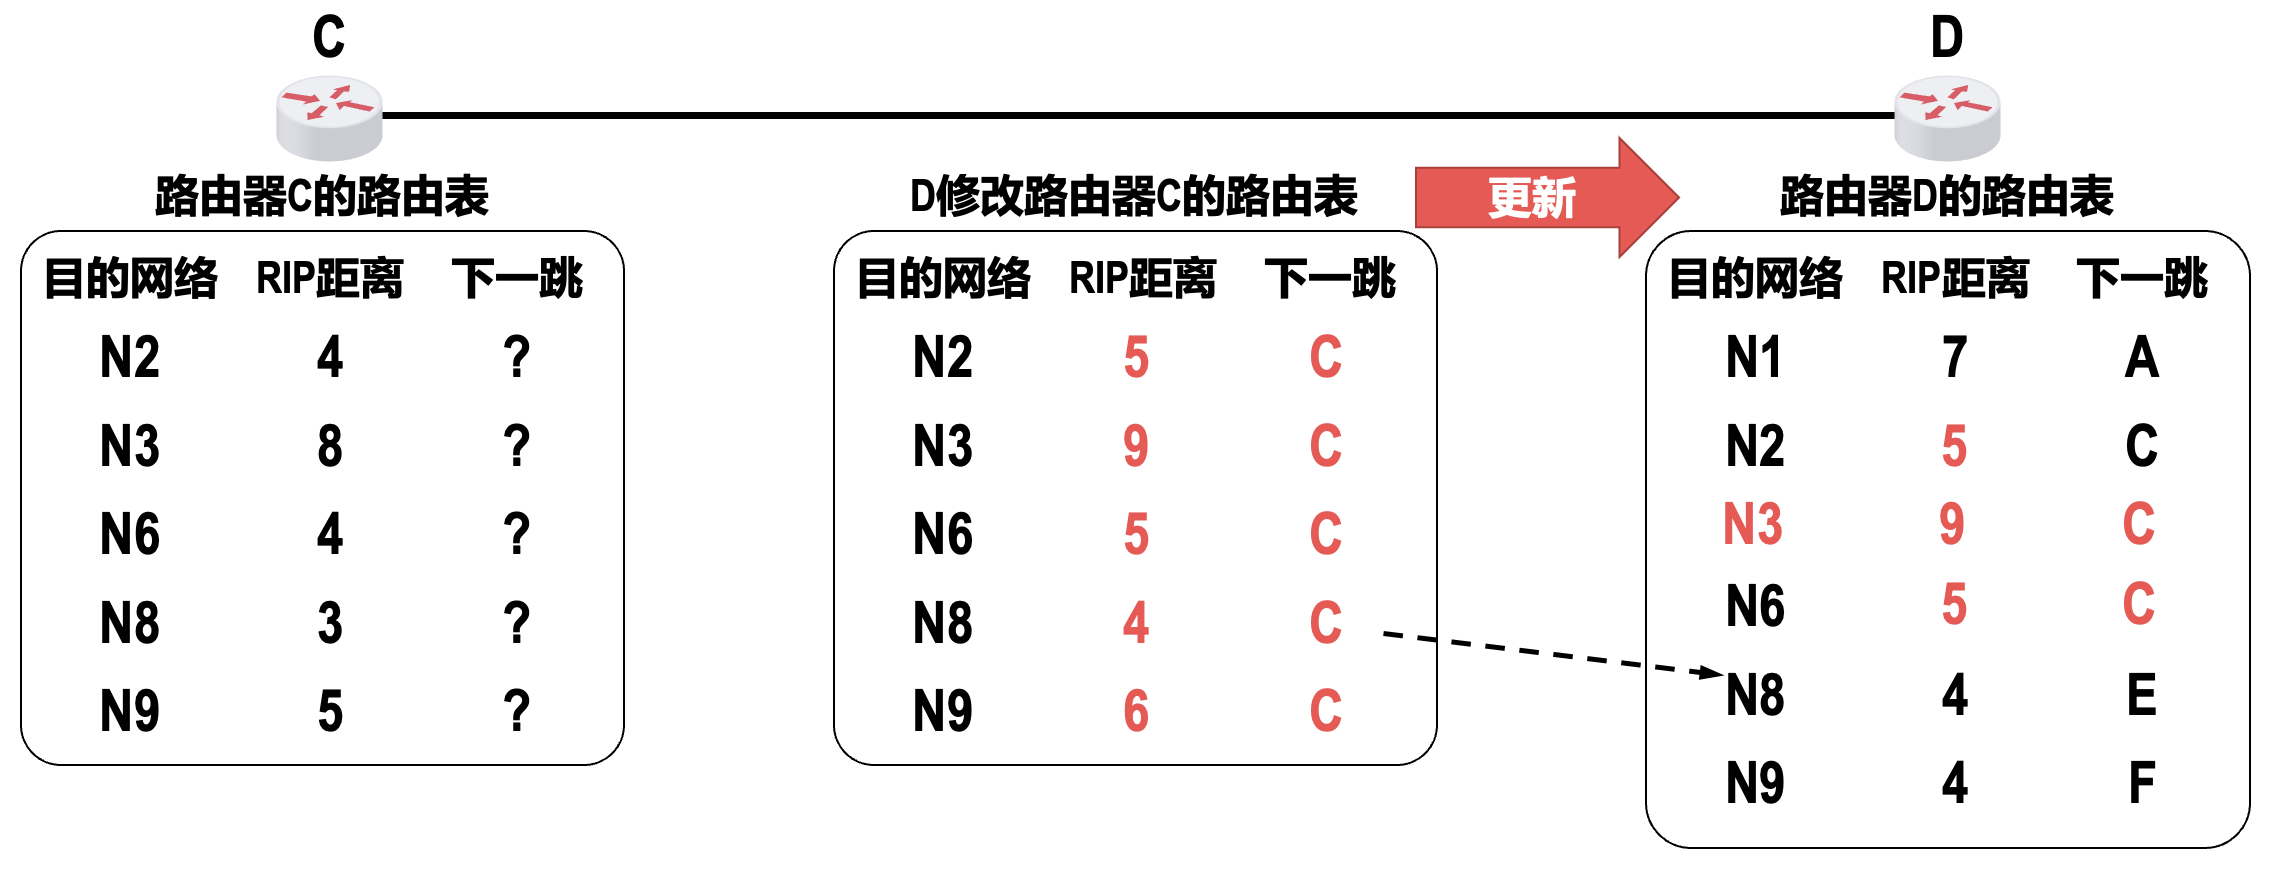 C
D
路由器C的路由表
D修改路由器C的路由表
更新
路由器D的路由表
目的网络 RIP距离 下一跳
N2 4 ?
N3 8 ?
N6 4 ?
N8 3 ?
N9 5 ?
目的网络 RIP距离 下一跳
N2 5 C
N3 9 C
N6 5 C
N8 4 C
N9 6 C
目的网络 RIP距离 下一跳
N1 7 A
N2 5 C
N3 9 C
N6 5 C
N8 4 E
N9 4 F